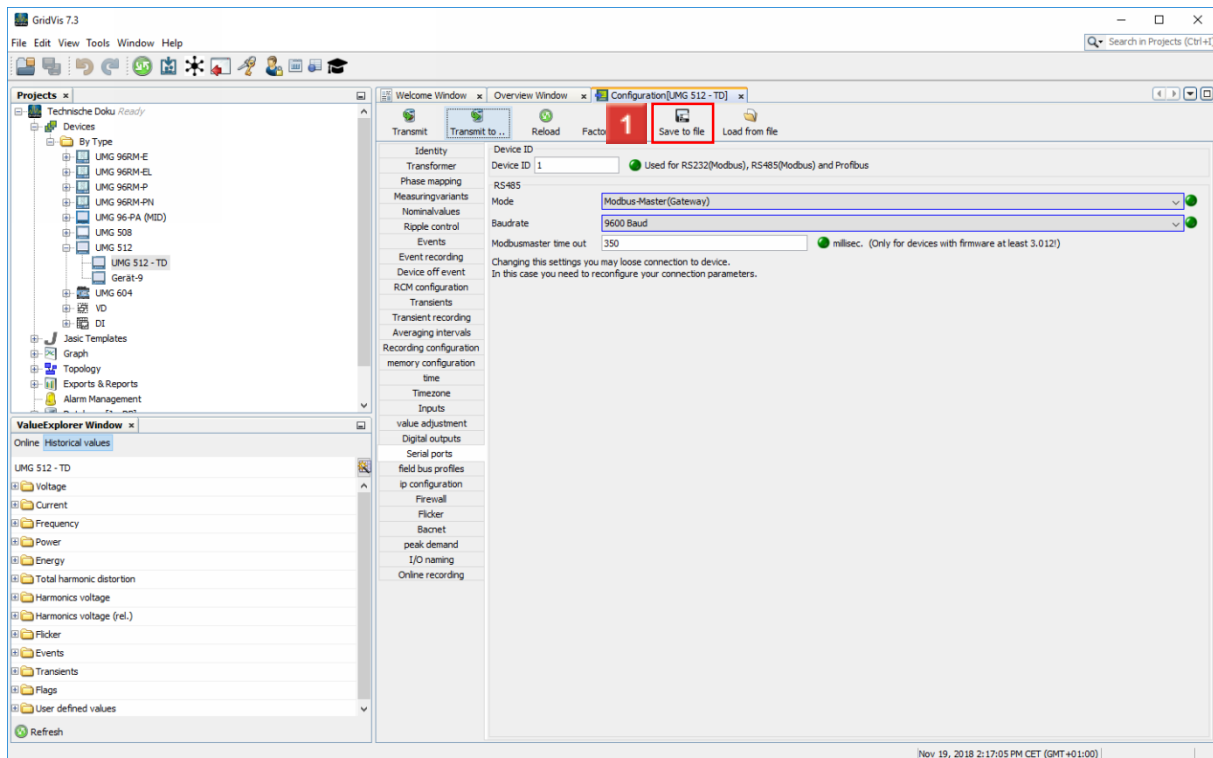 GridVis 7.3
File Edit View Tools Window Help
Search in Projects (Ctrl+I)
Projects
Technische Doku Ready
Devices
By Type
UMG 96RM-E
UMG 96RM-EL
UMG 96RM-P
UMG 96RM-PN
UMG 96-PA (MID)
UMG 508
UMG 512
UMG 512 - TD
Gerät-9
UMG 604
VD
DI
Jasic Templates
Graph
Topology
Exports & Reports
Alarm Management
ValueExplorer Window
Online Historical values
UMG 512 - TD
Voltage
Current
Frequency
Power
Energy
Total harmonic distortion
Harmonics voltage
Harmonics voltage (rel.)
Flicker
Events
Transients
Flags
User defined values
Refresh
Welcome Window Overview Window Configuration[UMG 512 - TD]
Transmit Transmit to .. Reload Facto 1 Save to file Load from file
Identity
Transformer
Phase mapping
Measuringvariants
Nominalvalues
Ripple control
Events
Event recording
Device off event
RCM configuration
Transients
Transient recording
Averaging intervals
Recording configuration
memory configuration
time
Timezone
Inputs
value adjustment
Digital outputs
Serial ports
field bus profiles
ip configuration
Firewall
Flicker
Bacnet
peak demand
I/O naming
Online recording
Device ID
Device ID 1 Used for RS232(Modbus), RS485(Modbus) and Profibus
RS485
Mode Modbus-Master(Gateway)
Baudrate 9600 Baud
Modbusmaster time out 350 millisec. (Only for devices with firmware at least 3.012!)
Changing this settings you may loose connection to device.
In this case you need to reconfigure your connection parameters.
Nov 19, 2018 2:17:05 PM CET (GMT+01:00)